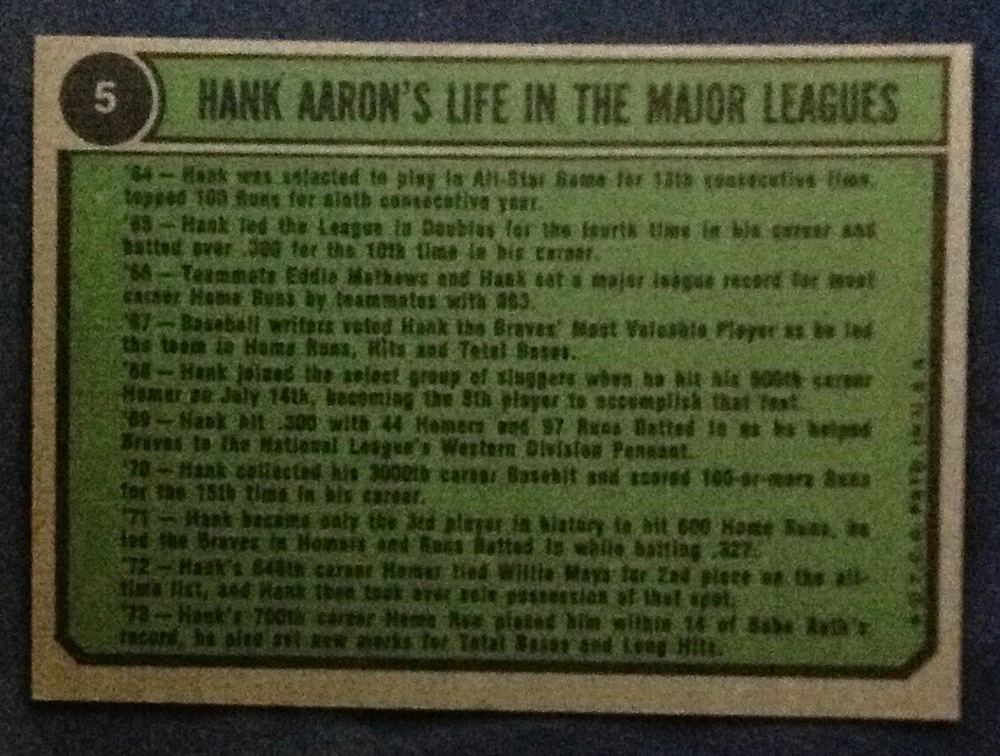 5
HANK AARON'S LIFE IN THE MAJOR LEAGUES
'64 — Hank was selected to play in All-Star Game for 13th consecutive time,
topped 100 Runs for ninth consecutive year.
'65 — Hank led the League in Doubles for the fourth time in his career and
batted over .300 for the 10th time in his career.
'66 — Teammate Eddie Mathews and Hank set a major league record for most
career Home Runs by teammates with 863.
'67 — Baseball writers voted Hank the Braves' Most Valuable Player as he led
the team in Home Runs, Hits and Total Bases.
'68 — Hank joined the select group of sluggers when he hit his 500th career
Homer on July 14th, becoming the 8th player to accomplish that feat.
'69 — Hank hit .300 with 44 Homers and 97 Runs Batted In as he helped
Braves to the National League's Western Division Pennant.
'70 — Hank collected his 3000th career Basehit and scored 100-or-more Runs
for the 15th time in his career.
'71 — Hank became only the 3rd player in history to hit 600 Home Runs, he
led the Braves in Homers and Runs Batted In while batting .327.
'72 — Hank's 648th career Homer tied Willie Mays for 2nd place on the all-
time list, and Hank then took over sole possession of that spot.
'73 — Hank's 700th career Home Run placed him within 14 of Babe Ruth's
record, he also set new marks for Total Bases and Long Hits.